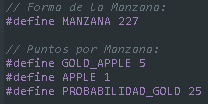 // Forma de la Manzana:
#define MANZANA 227
// Puntos por Manzana:
#define GOLD_APPLE 5
#define APPLE 1
#define PROBABILIDAD_GOLD 25